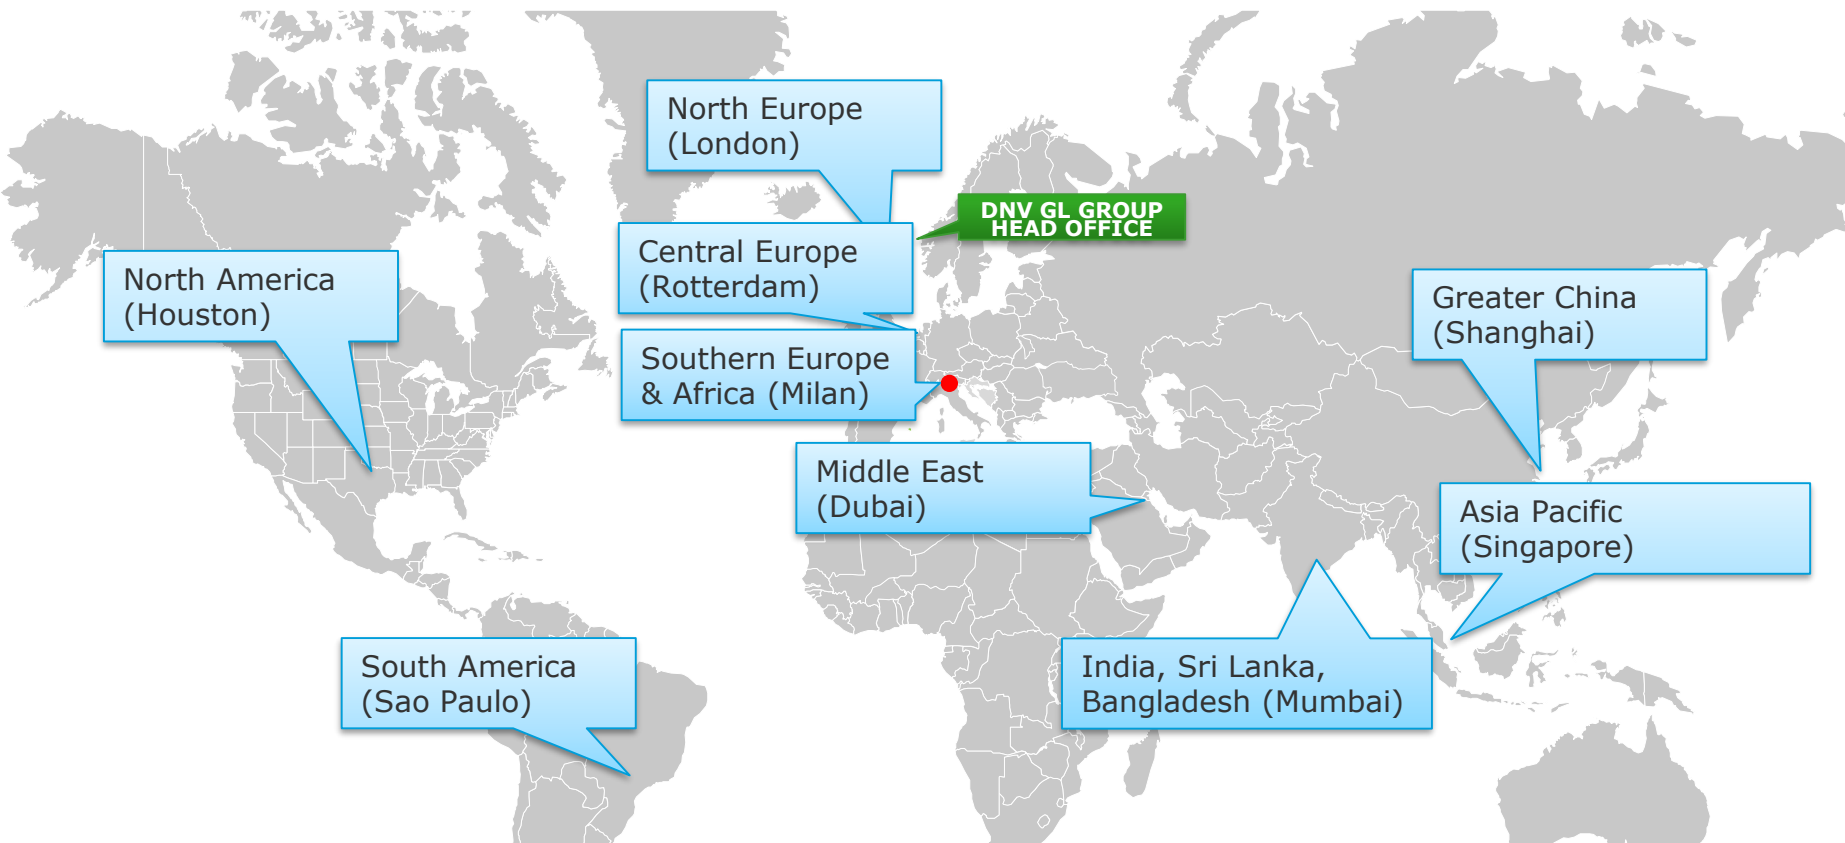 North Europe
(London)
DNV GL GROUP
HEAD OFFICE
Central Europe
(Rotterdam)
North America
(Houston)
Greater China
(Shanghai)
Southern Europe
& Africa (Milan)
Middle East
(Dubai)
Asia Pacific
(Singapore)
South America
(Sao Paulo)
India, Sri Lanka,
Bangladesh (Mumbai)